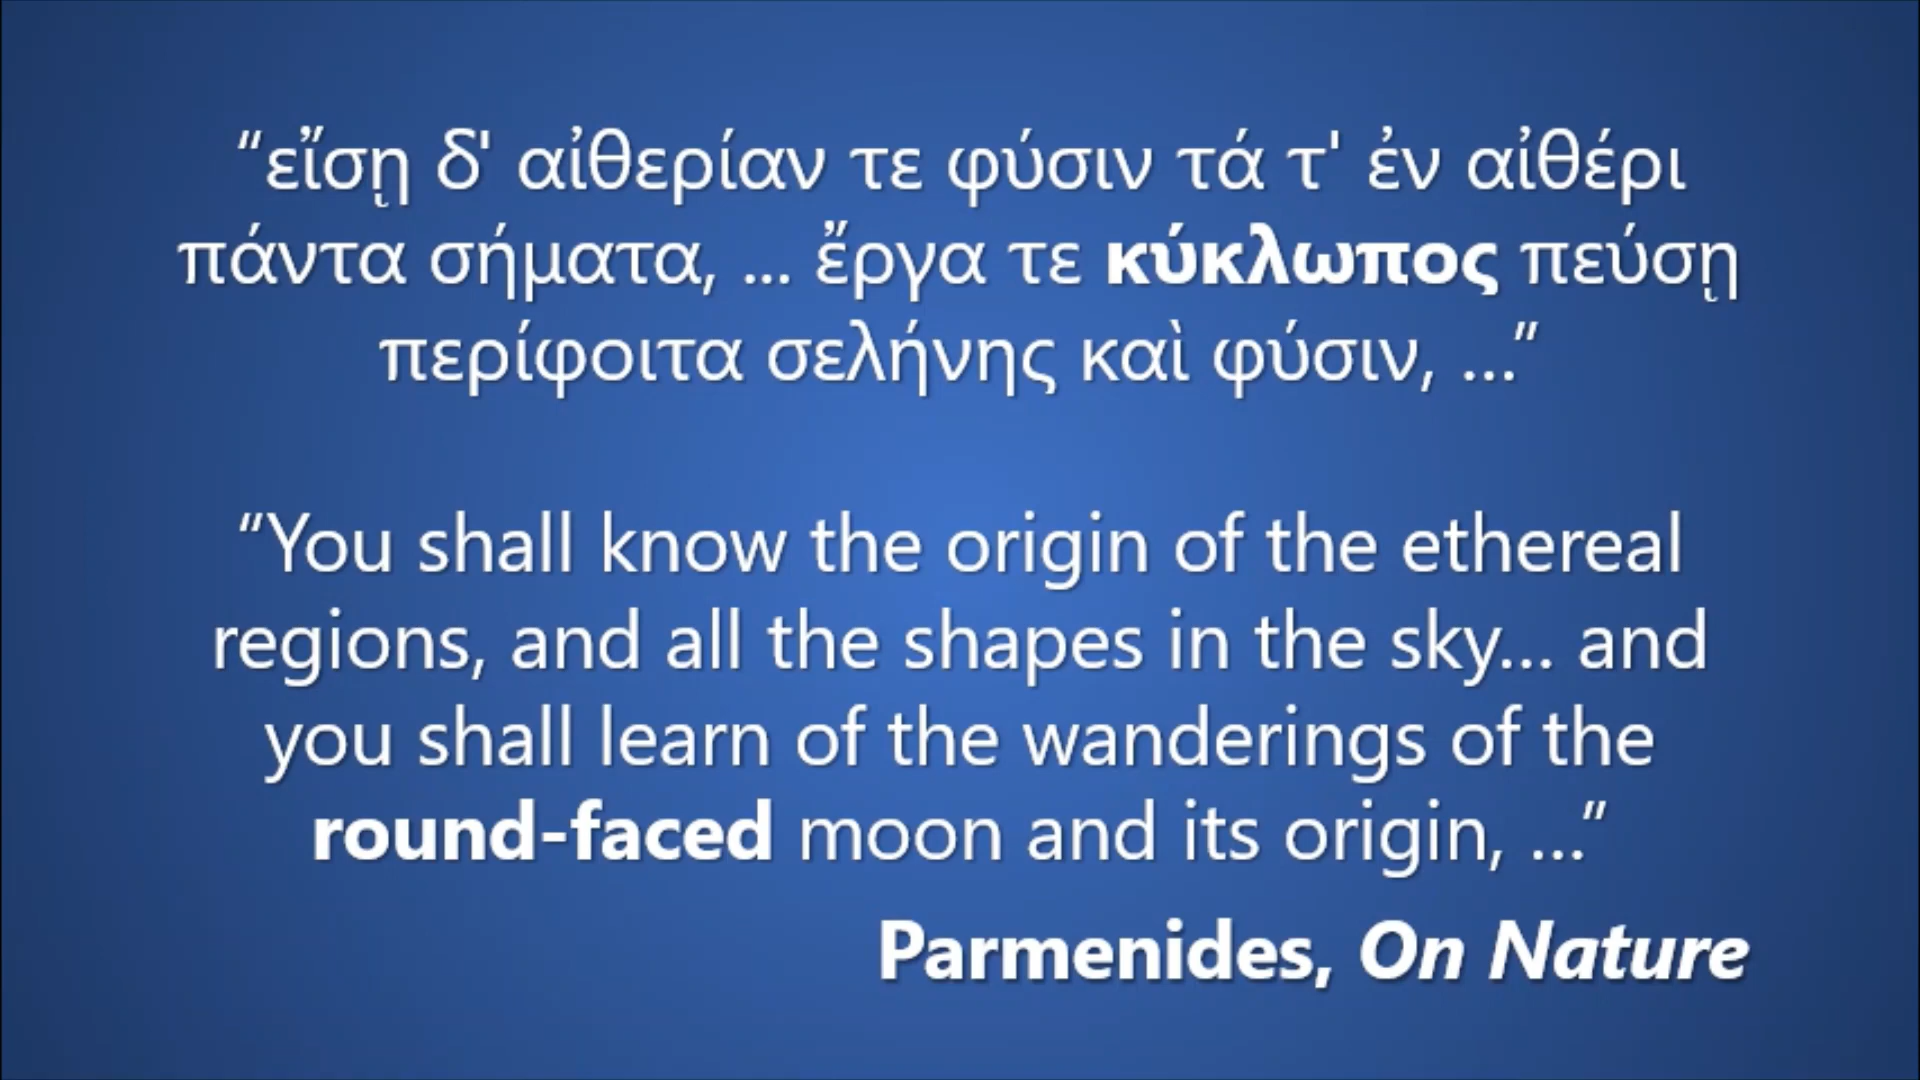 “εἴσῃ δ' αἰθερίαν τε φύσιν τά τ' ἐν αἰθέρι
πάντα σήματα, ... ἔργα τε κύκλωπος πεύσῃ
περίφοιτα σελήνης καὶ φύσιν, ...”
“You shall know the origin of the ethereal
regions, and all the shapes in the sky... and
you shall learn of the wanderings of the
round-faced moon and its origin, ...”
Parmenides, On Nature